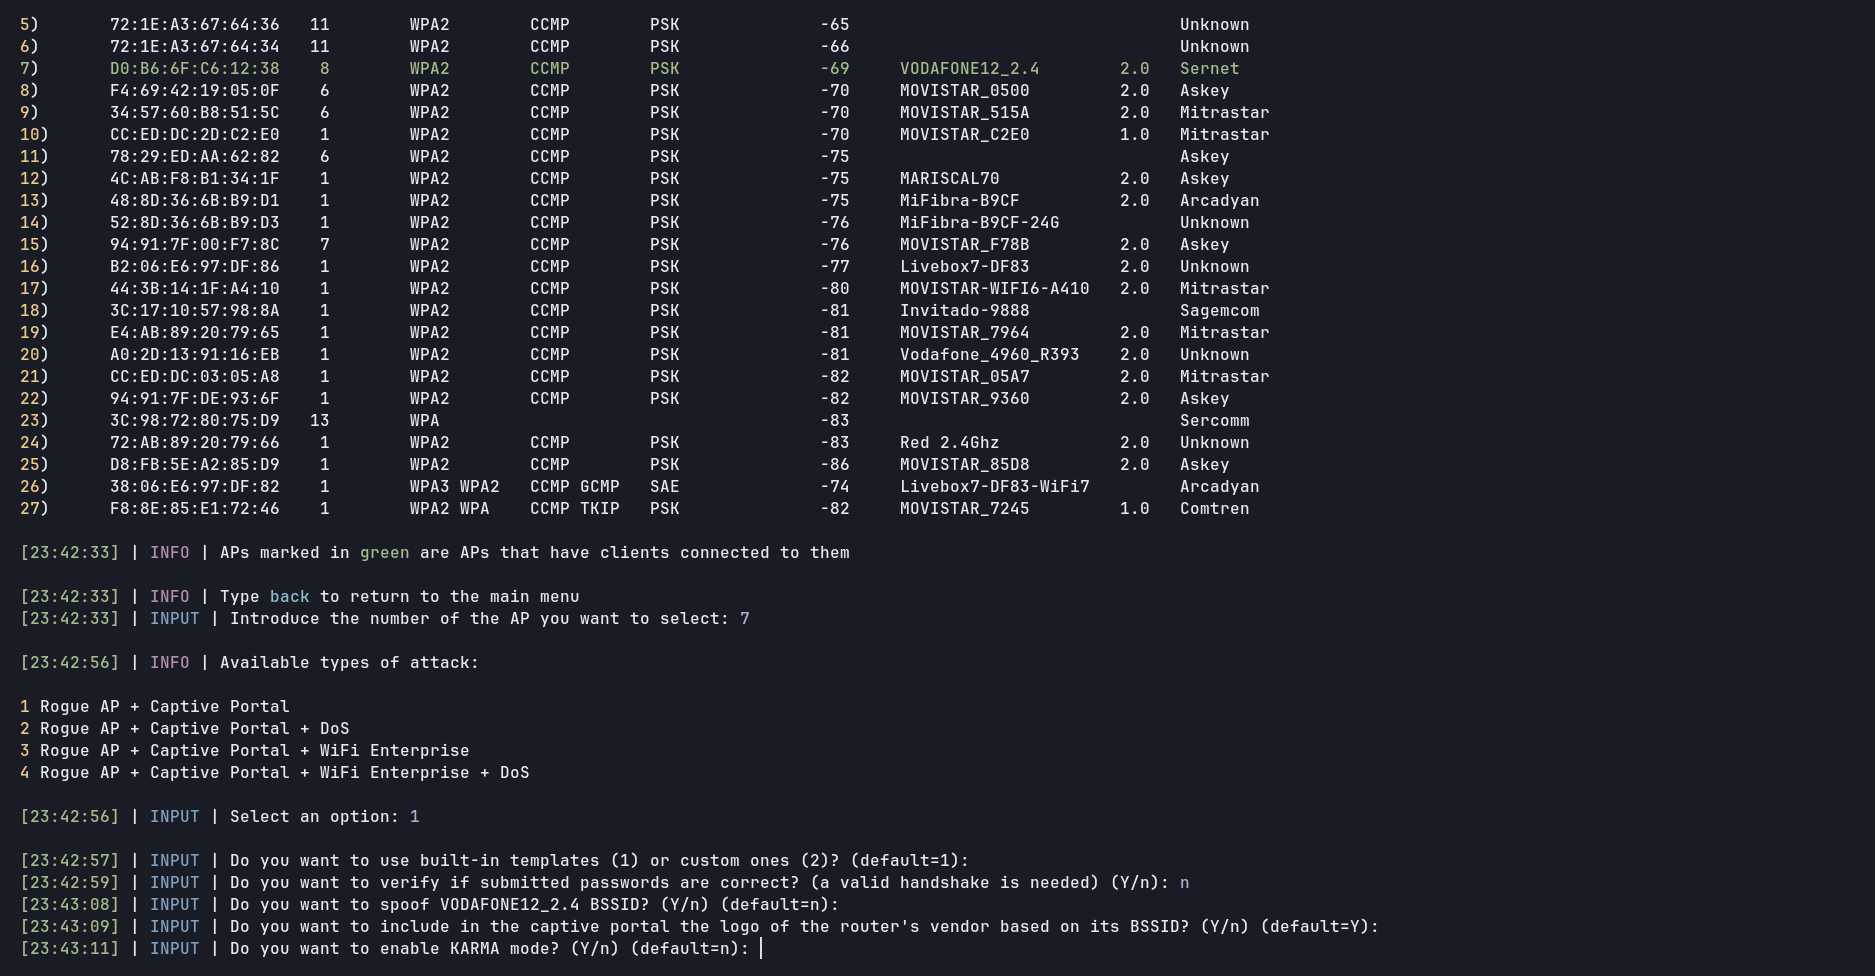 5) 72:1E:A3:67:64:36 11 WPA2 CCMP PSK -65 Unknown
6) 72:1E:A3:67:64:34 11 WPA2 CCMP PSK -66 Unknown
7) D0:B6:6F:C6:12:38 8 WPA2 CCMP PSK -69 VODAFONE12_2.4 2.0 Sernet
8) F4:69:42:19:05:0F 6 WPA2 CCMP PSK -70 MOVISTAR_0500 2.0 Askey
9) 34:57:60:B8:51:5C 6 WPA2 CCMP PSK -70 MOVISTAR_515A 2.0 Mitrastar
10) CC:ED:DC:2D:C2:E0 1 WPA2 CCMP PSK -70 MOVISTAR_C2E0 1.0 Mitrastar
11) 78:29:ED:AA:62:82 6 WPA2 CCMP PSK -75 Askey
12) 4C:AB:F8:B1:34:1F 1 WPA2 CCMP PSK -75 MARISCAL70 2.0 Askey
13) 48:8D:36:6B:B9:D1 1 WPA2 CCMP PSK -75 MiFibra-B9CF 2.0 Arcadyan
14) 52:8D:36:6B:B9:D3 1 WPA2 CCMP PSK -76 MiFibra-B9CF-24G Unknown
15) 94:91:7F:00:F7:8C 7 WPA2 CCMP PSK -76 MOVISTAR_F78B 2.0 Askey
16) B2:06:E6:97:DF:86 1 WPA2 CCMP PSK -77 Livebox7-DF83 2.0 Unknown
17) 44:3B:14:1F:A4:10 1 WPA2 CCMP PSK -80 MOVISTAR-WIFI6-A410 2.0 Mitrastar
18) 3C:17:10:57:98:8A 1 WPA2 CCMP PSK -81 Invitado-9888 Sagemcom
19) E4:AB:89:20:79:65 1 WPA2 CCMP PSK -81 MOVISTAR_7964 2.0 Mitrastar
20) A0:2D:13:91:16:EB 1 WPA2 CCMP PSK -81 Vodafone_4960_R393 2.0 Unknown
21) CC:ED:DC:03:05:A8 1 WPA2 CCMP PSK -82 MOVISTAR_05A7 2.0 Mitrastar
22) 94:91:7F:DE:93:6F 1 WPA2 CCMP PSK -82 MOVISTAR_9360 2.0 Askey
23) 3C:98:72:80:75:D9 13 WPA -83 Sercomm
24) 72:AB:89:20:79:66 1 WPA2 CCMP PSK -83 Red 2.4Ghz 2.0 Unknown
25) D8:FB:5E:A2:85:D9 1 WPA2 CCMP PSK -86 MOVISTAR_85D8 2.0 Askey
26) 38:06:E6:97:DF:82 1 WPA3 WPA2 CCMP GCMP SAE -74 Livebox7-DF83-WiFi7 Arcadyan
27) F8:8E:85:E1:72:46 1 WPA2 WPA CCMP TKIP PSK -82 MOVISTAR_7245 1.0 Comtren
[23:42:33] | INFO | APs marked in green are APs that have clients connected to them
[23:42:33] | INFO | Type back to return to the main menu
[23:42:33] | INPUT | Introduce the number of the AP you want to select: 7
[23:42:56] | INFO | Available types of attack:
1 Rogue AP + Captive Portal
2 Rogue AP + Captive Portal + DoS
3 Rogue AP + Captive Portal + WiFi Enterprise
4 Rogue AP + Captive Portal + WiFi Enterprise + DoS
[23:42:56] | INPUT | Select an option: 1
[23:42:57] | INPUT | Do you want to use built-in templates (1) or custom ones (2)? (default=1):
[23:42:59] | INPUT | Do you want to verify if submitted passwords are correct? (a valid handshake is needed) (Y/n): n
[23:43:08] | INPUT | Do you want to spoof VODAFONE12_2.4 BSSID? (Y/n) (default=n):
[23:43:09] | INPUT | Do you want to include in the captive portal the logo of the router's vendor based on its BSSID? (Y/n) (default=Y):
[23:43:11] | INPUT | Do you want to enable KARMA mode? (Y/n) (default=n):